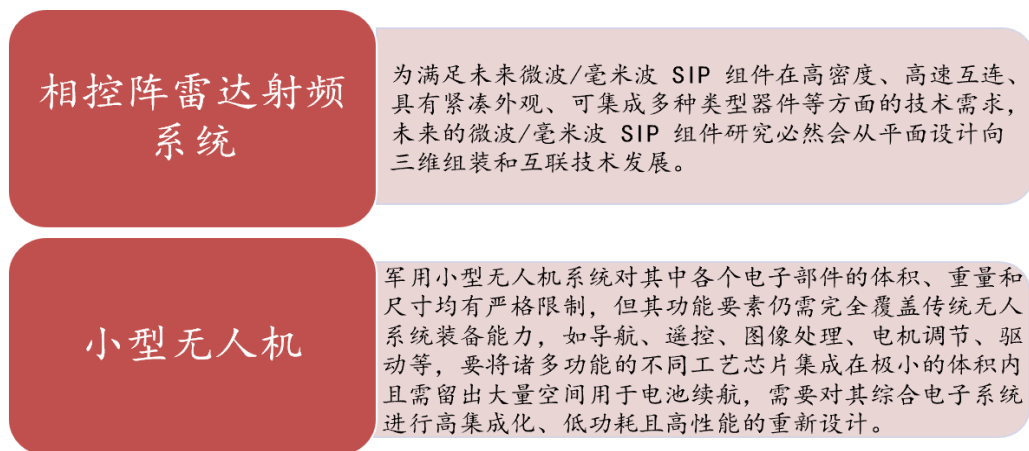 相控阵雷达射频
系统
为满足未来微波/毫米波 SIP 组件在高密度、高速互连、
具有紧凑外观、可集成多种类型器件等方面的技术需求，
未来的微波/毫米波 SIP 组件研究必然会从平面设计向
三维组装和互联技术发展。
小型无人机
军用小型无人机系统对其中各个电子部件的体积、重量和
尺寸均有严格限制，但其功能要素仍需完全覆盖传统无人
系统装备能力，如导航、遥控、图像处理、电机调节、驱
动等，要将诸多功能的不同工艺芯片集成在极小的体积内
且需留出大量空间用于电池续航，需要对其综合电子系统
进行高集成化、低功耗且高性能的重新设计。